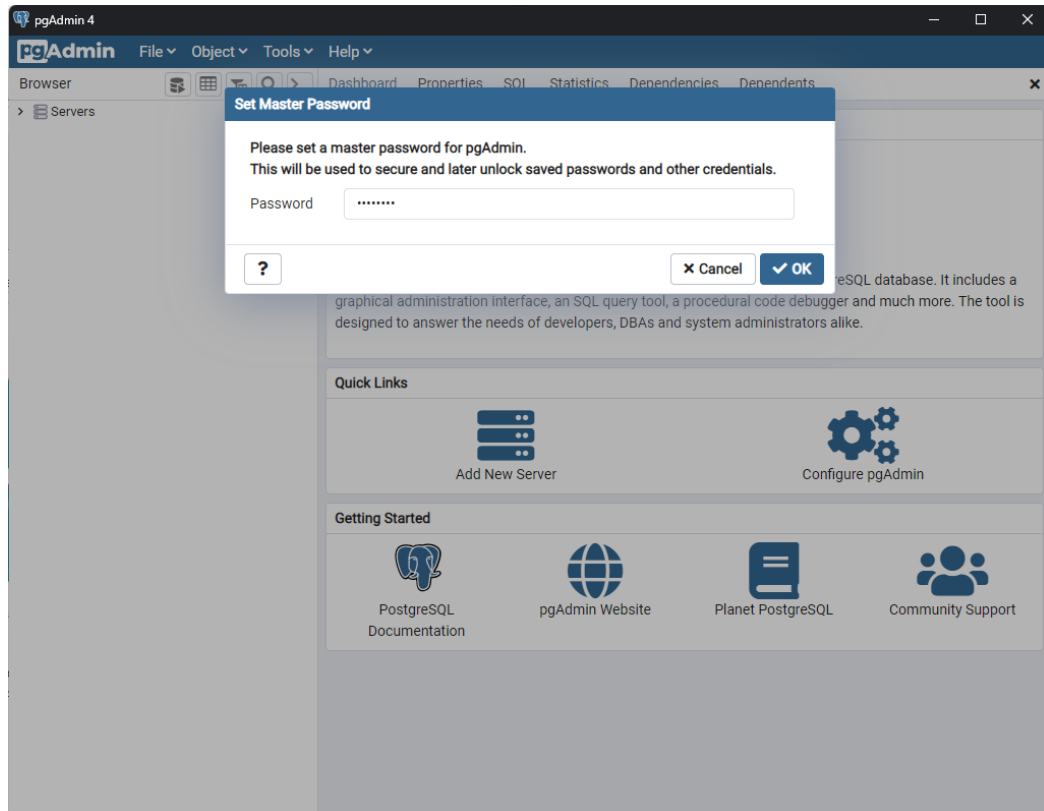 pgAdmin 4
pgAdmin File Object Tools Help
Browser
Dashboard Properties SQL Statistics Dependencies Dependents
Servers
Set Master Password
Please set a master password for pgAdmin.
This will be used to secure and later unlock saved passwords and other credentials.
Password ••••••••
? Cancel OK
reSQL database. It includes a
graphical administration interface, an SQL query tool, a procedural code debugger and much more. The tool is
designed to answer the needs of developers, DBAs and system administrators alike.
Quick Links
Add New Server
Configure pgAdmin
Getting Started
PostgreSQL
Documentation
pgAdmin Website
Planet PostgreSQL
Community Support